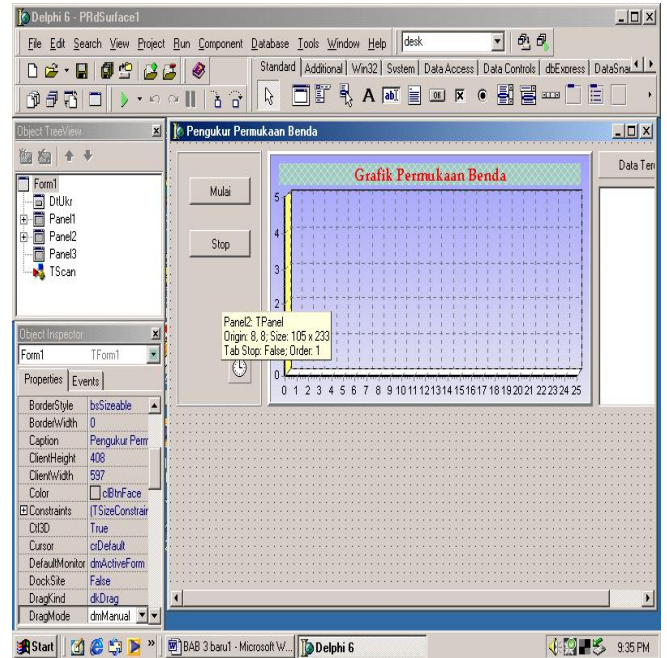 Delphi 6 - PRdSurface1
File Edit Search View Project Run Component Database Tools Window Help
desk
Standard Additional Win32 System Data Access Data Controls dbExpress DataSna
Object TreeView
Form1
DtUkr
Panel1
Panel2
Panel3
TScan
Object Inspector
Form1 TForm1
Properties Events
BorderStyle bsSizeable
BorderWidth 0
Caption Pengukur Perm
ClientHeight 408
ClientWidth 597
Color clBtnFace
Constraints (TSizeConstrain
Ctl3D True
Cursor crDefault
DefaultMonitor dmActiveForm
DockSite False
DragKind dkDrag
DragMode dmManual
Pengukur Permukaan Benda
Mulai
Stop
Panel2: TPanel
Origin: 8, 8; Size: 105 x 233
Tab Stop: False; Order: 1
Grafik Permukaan Benda
5
4
3
2
0
0 1 2 3 4 5 6 7 8 9 10 11 12 13 14 15 16 17 18 19 20 21 22 23 24 25
Data Ter
Start
BAB 3 baru1 - Microsoft W...
Delphi 6
9:35 PM